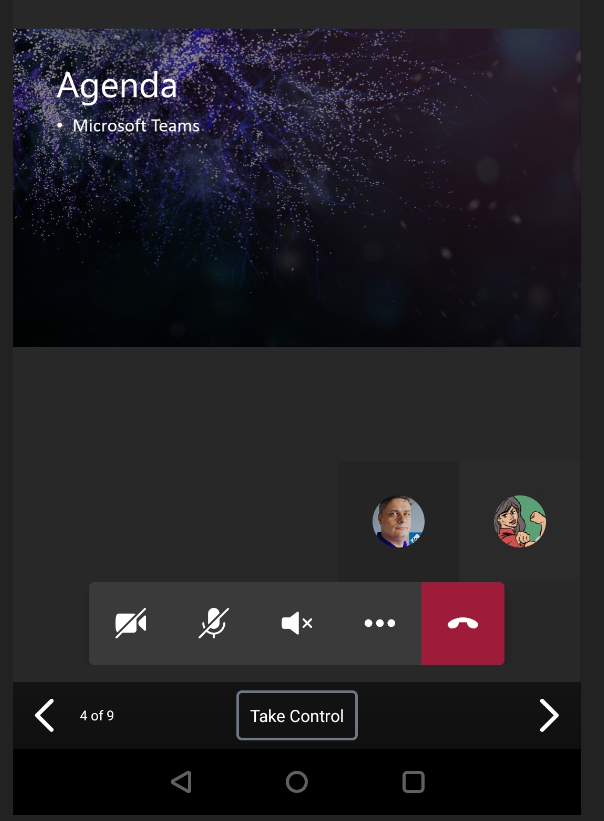 Agenda
• Microsoft Teams
4 of 9
Take Control